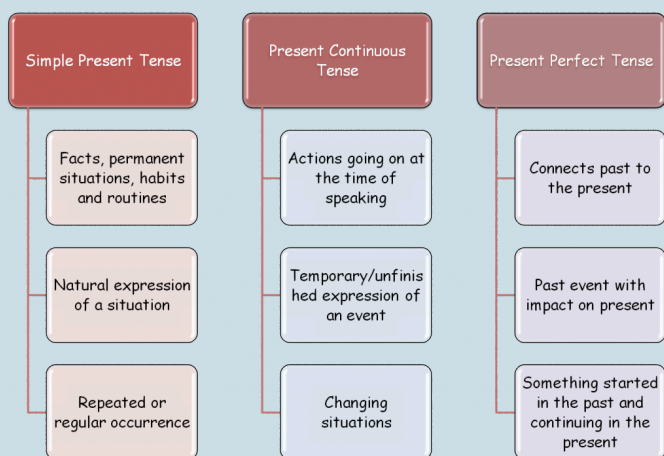 Simple Present Tense
Facts, permanent
situations, habits
and routines
Natural expression
of a situation
Repeated or
regular occurrence
Present Continuous
Tense
Actions going on at
the time of
speaking
Temporary/unfinis
hed expression of
an event
Changing
situations
Present Perfect Tense
Connects past to
the present
Past event with
impact on present
Something started
in the past and
continuing in the
present